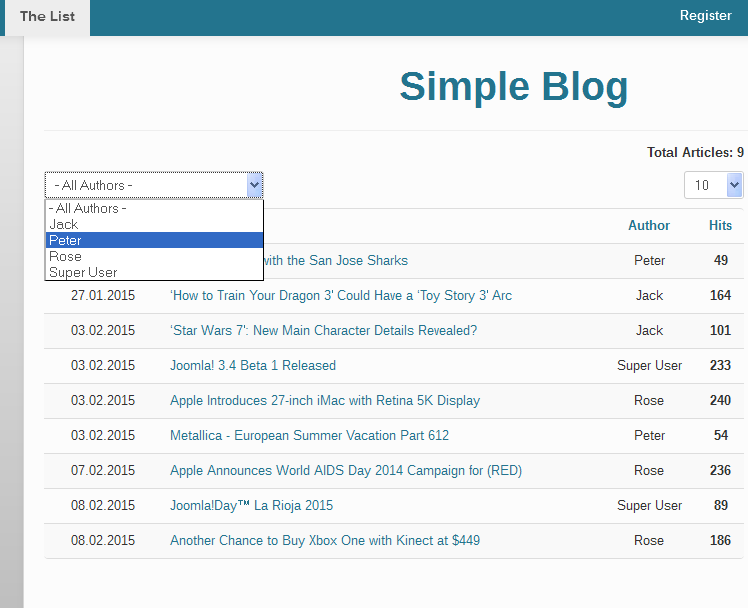 The List Register
Simple Blog
Total Articles: 9
- All Authors - 10
- All Authors -
Jack
Peter
Rose
Super User
Author Hits
with the San Jose Sharks Peter 49
27.01.2015 ‘How to Train Your Dragon 3’ Could Have a ‘Toy Story 3’ Arc Jack 164
03.02.2015 ‘Star Wars 7’: New Main Character Details Revealed? Jack 101
03.02.2015 Joomla! 3.4 Beta 1 Released Super User 233
03.02.2015 Apple Introduces 27-inch iMac with Retina 5K Display Rose 240
03.02.2015 Metallica - European Summer Vacation Part 612 Peter 54
07.02.2015 Apple Announces World AIDS Day 2014 Campaign for (RED) Rose 236
08.02.2015 Joomla!Day™ La Rioja 2015 Super User 89
08.02.2015 Another Chance to Buy Xbox One with Kinect at $449 Rose 186